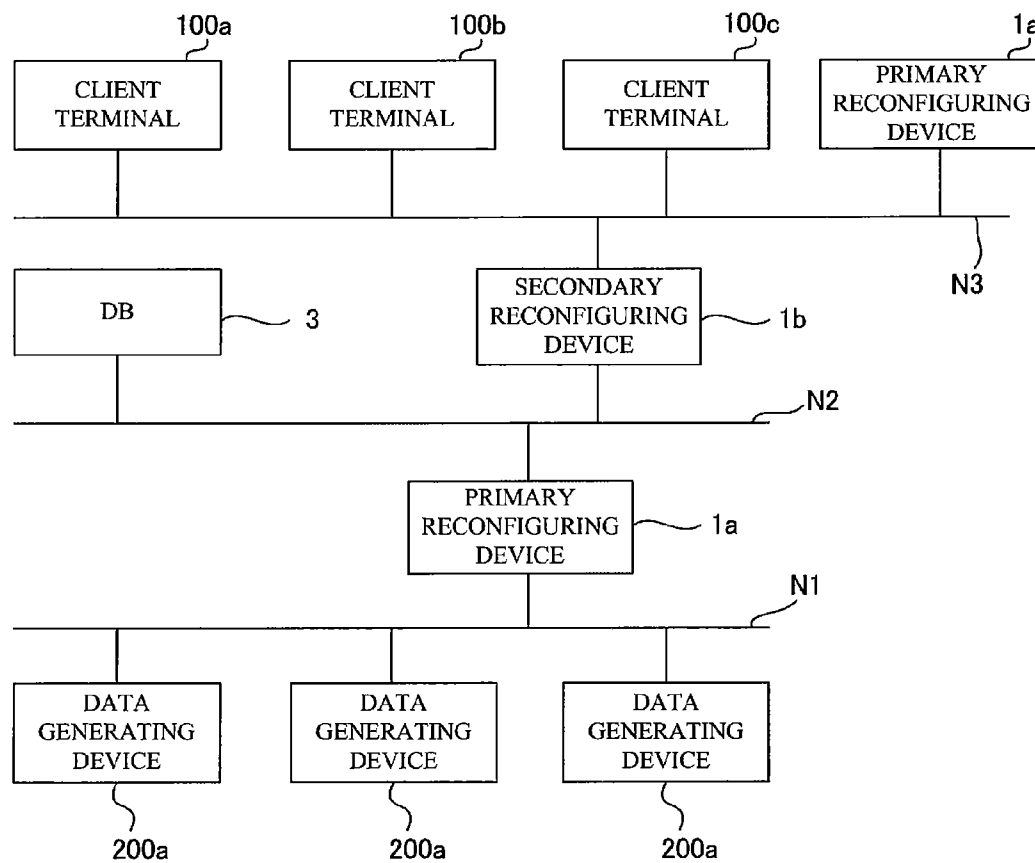 100a
100b
100c
1a
CLIENT
TERMINAL
CLIENT
TERMINAL
CLIENT
TERMINAL
PRIMARY
RECONFIGURING
DEVICE
N3
DB
3
SECONDARY
RECONFIGURING
DEVICE
1b
N2
PRIMARY
RECONFIGURING
DEVICE
1a
N1
DATA
GENERATING
DEVICE
DATA
GENERATING
DEVICE
DATA
GENERATING
DEVICE
200a
200a
200a